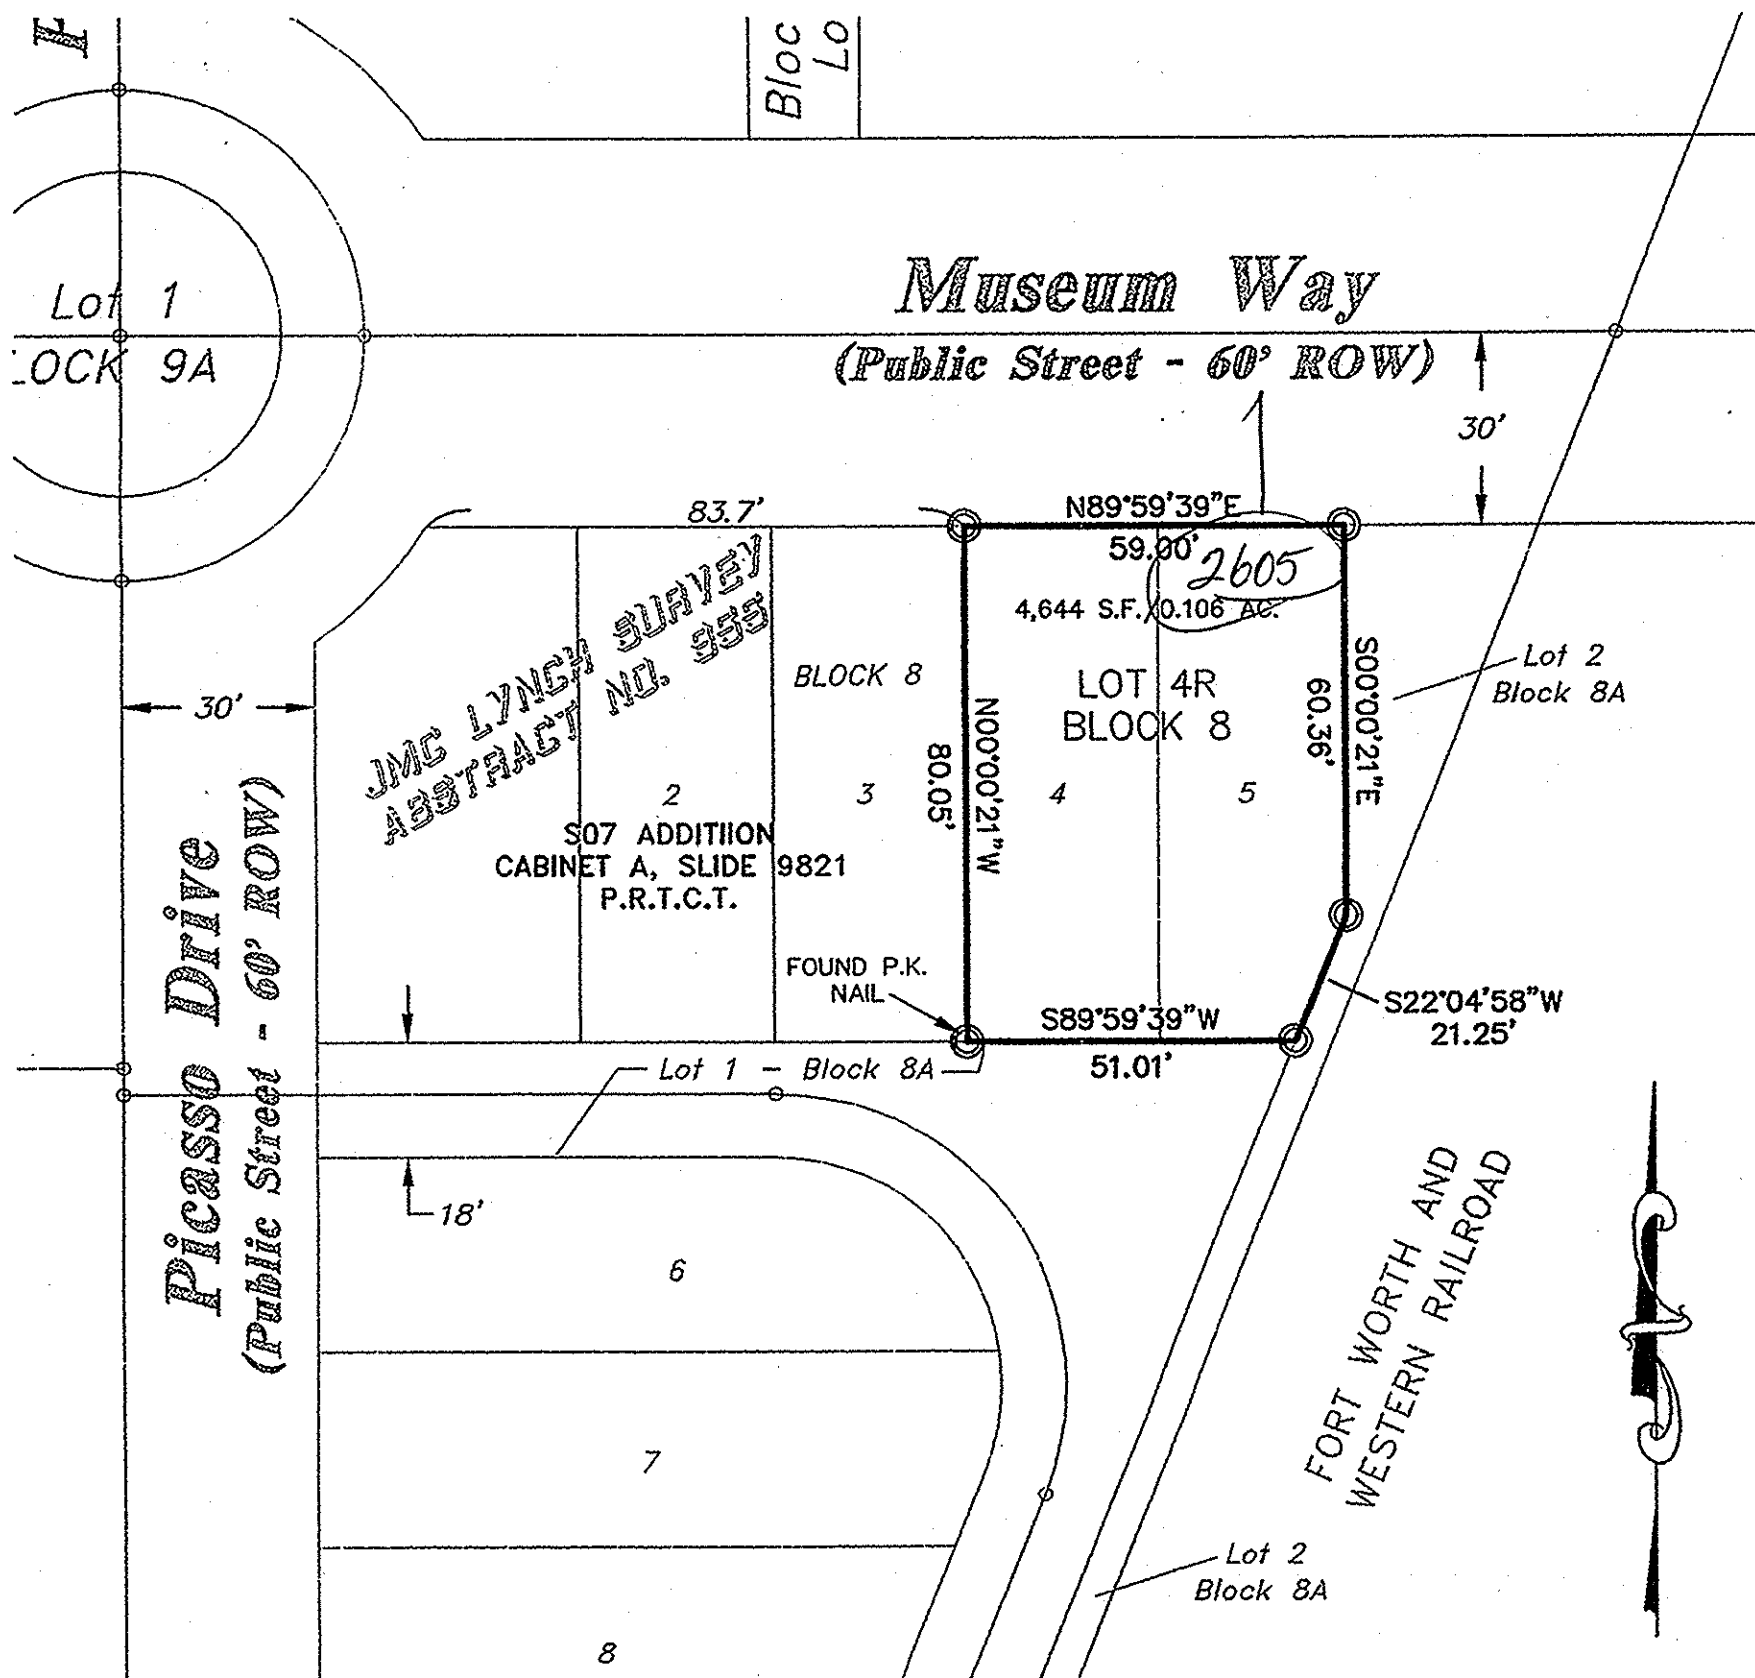 Bloc
Lo
Lot 1
LOCK 9A
Museum Way
(Public Street - 60' ROW)
30'
83.7'
N89°59'39"E
59.00'
2605
4,644 S.F./0.106 AC.
JMC LYNCH SURVEY
ABSTRACT NO. 955
BLOCK 8
LOT 4R
BLOCK 8
S00°00'21"E
60.36'
Lot 2
Block 8A
30'
N00°00'21"W
80.05'
2
3
4
5
S07 ADDITIION
CABINET A, SLIDE 9821
P.R.T.C.T.
Picasso Drive
(Public Street - 60' ROW)
FOUND P.K.
NAIL
S89°59'39"W
51.01'
S22°04'58"W
21.25'
Lot 1 - Block 8A
18'
6
7
8
FORT WORTH AND
WESTERN RAILROAD
Lot 2
Block 8A